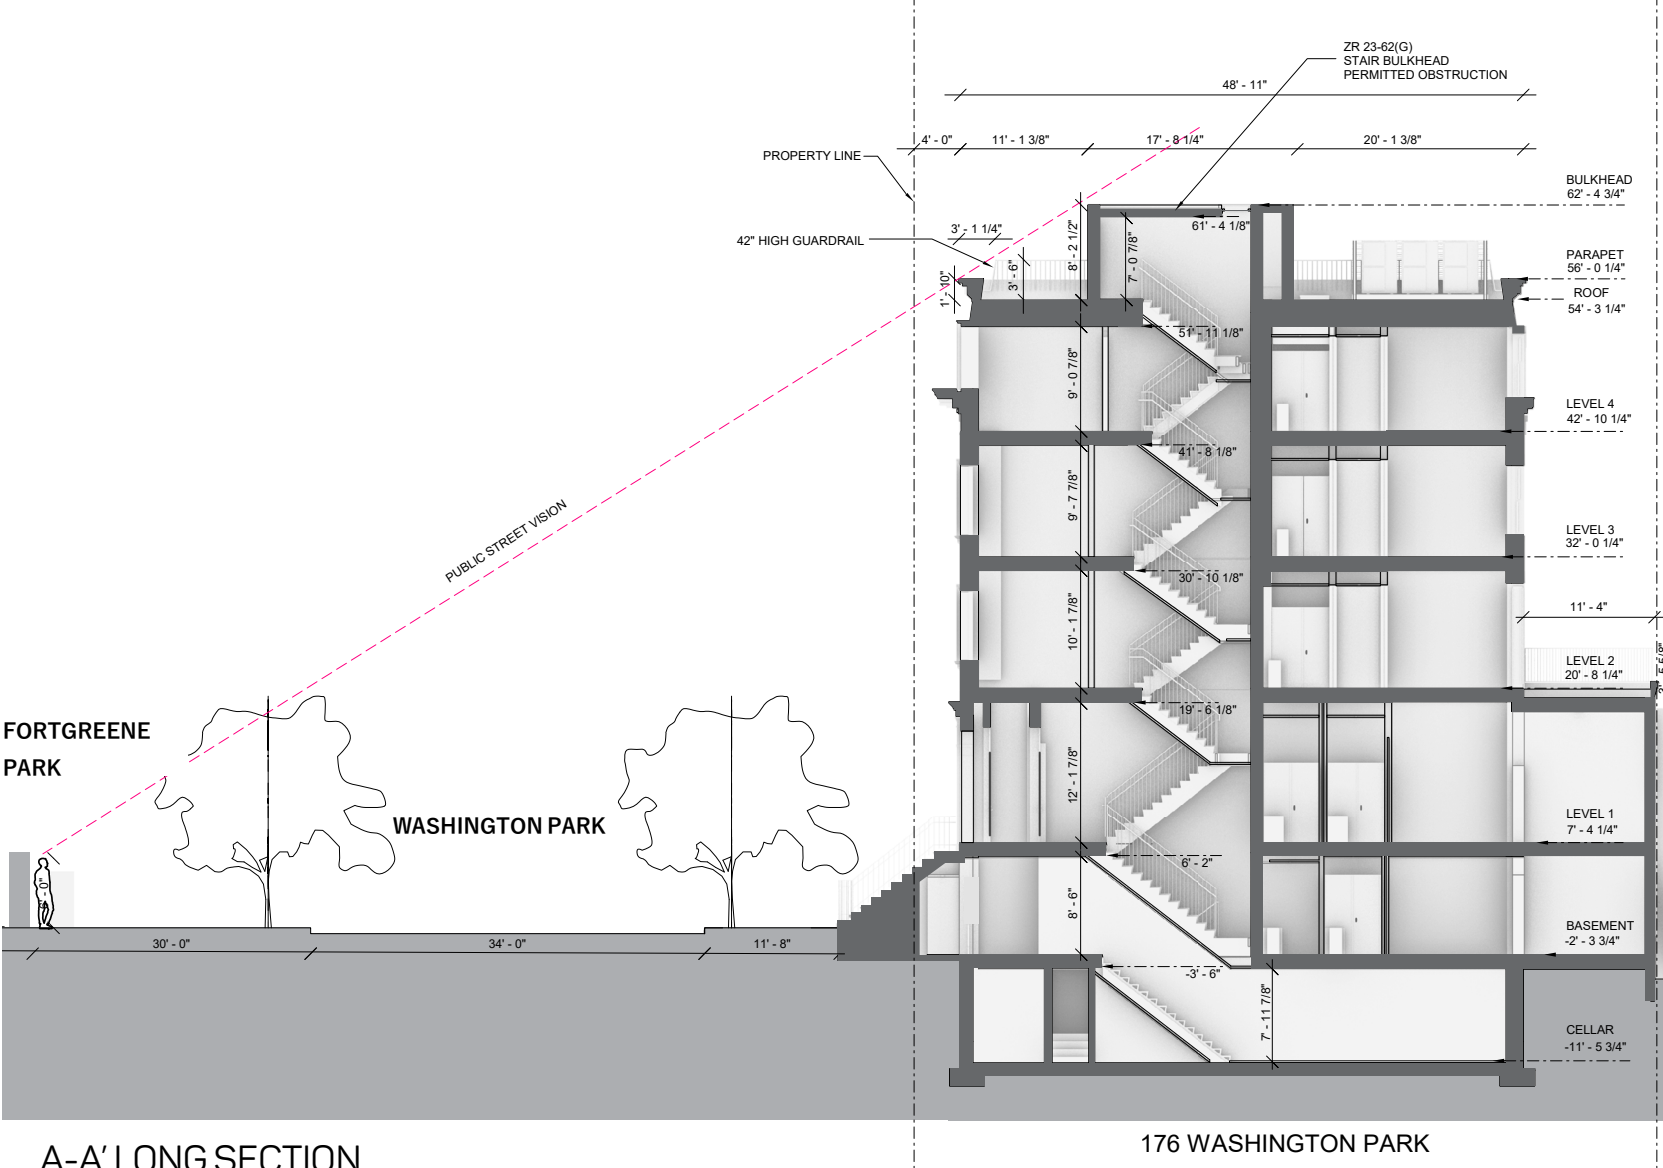 ZR 23-62(G)
STAIR BULKHEAD
PERMITTED OBSTRUCTION
48' - 11"
4' - 0"
11' - 1 3/8"
17' - 8 1/4"
20' - 1 3/8"
PROPERTY LINE
BULKHEAD
62' - 4 3/4"
61' - 4 1/8"
3' - 1 1/4"
42" HIGH GUARDRAIL
8' - 2 1/2"
7' - 0 7/8"
3' - 6"
1' - 10"
PARAPET
56' - 0 1/4"
ROOF
54' - 3 1/4"
51' - 11 1/8"
9' - 0 7/8"
LEVEL 4
42' - 10 1/4"
41' - 8 1/8"
9' - 7 7/8"
PUBLIC STREET VISION
LEVEL 3
32' - 0 1/4"
30' - 10 1/8"
10' - 1 7/8"
11' - 4"
LEVEL 2
20' - 8 1/4"
19' - 6 1/8"
FORTGREENE
PARK
WASHINGTON PARK
12' - 1 7/8"
LEVEL 1
7' - 4 1/4"
6' - 2"
8' - 6"
BASEMENT
-2' - 3 3/4"
30' - 0"
34' - 0"
11' - 8"
-3' - 6"
7' - 11 7/8"
CELLAR
-11' - 5 3/4"
176 WASHINGTON PARK
A-A' LONG SECTION